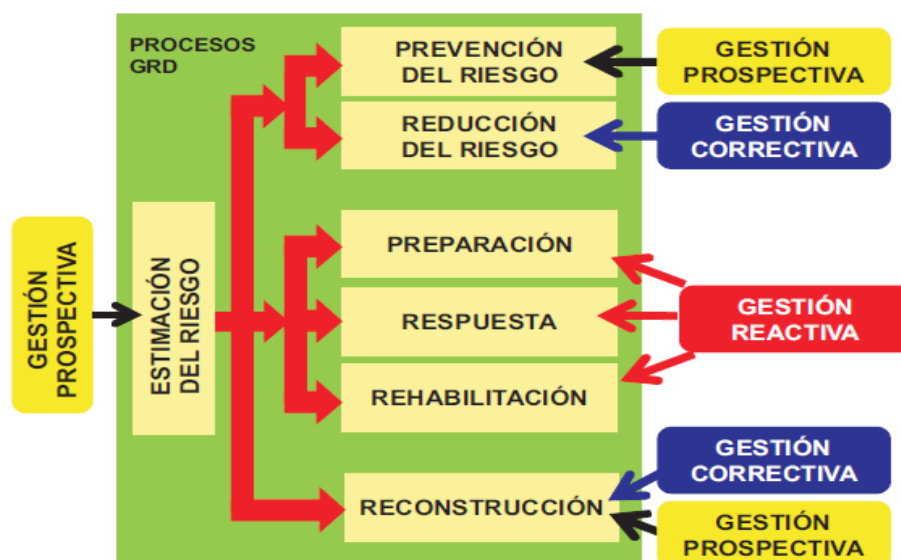 PROCESOS
GRD
PREVENCIÓN
DEL RIESGO
GESTIÓN
PROSPECTIVA
REDUCCIÓN
DEL RIESGO
GESTIÓN
CORRECTIVA
GESTIÓN
PROSPECTIVA
ESTIMACIÓN
DEL RIESGO
PREPARACIÓN
RESPUESTA
REHABILITACIÓN
GESTIÓN
REACTIVA
RECONSTRUCCIÓN
GESTIÓN
CORRECTIVA
GESTIÓN
PROSPECTIVA